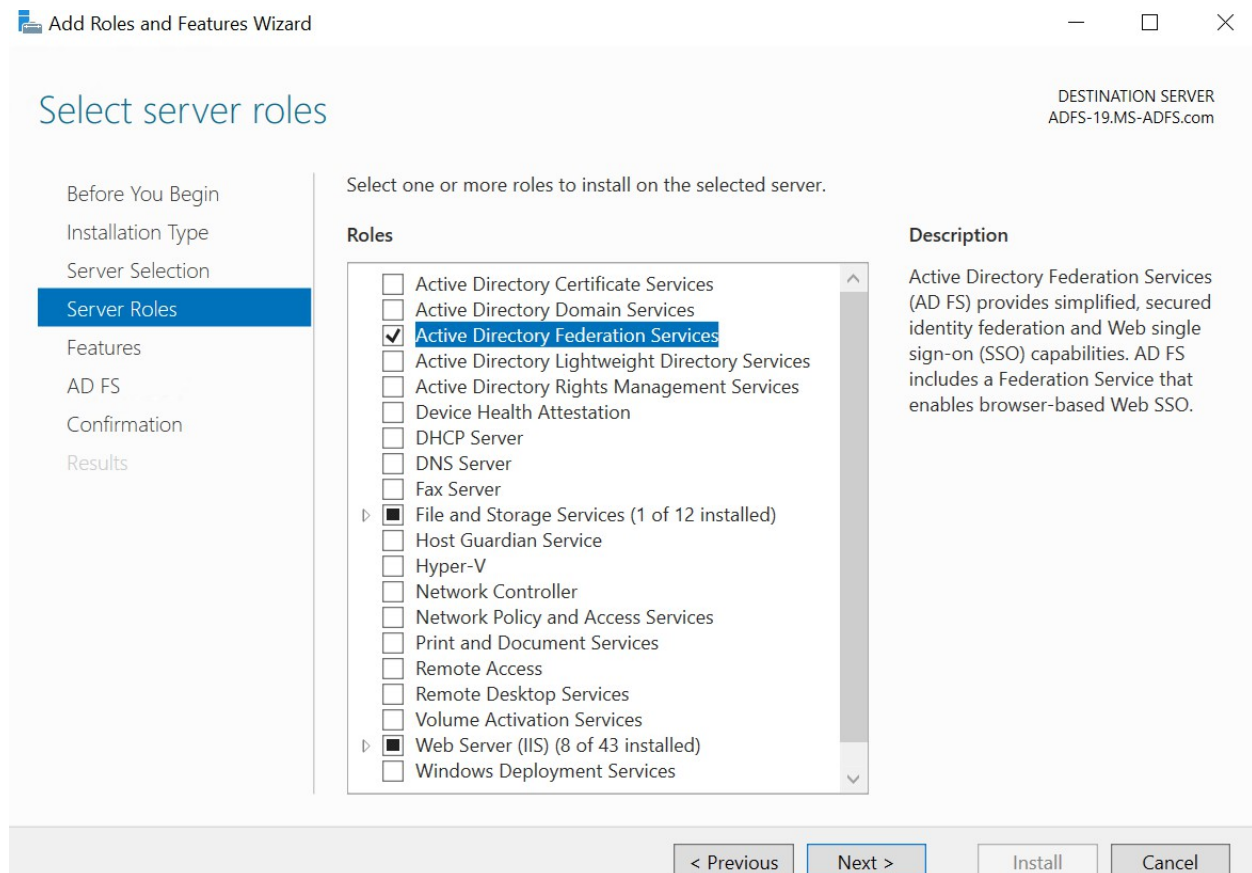 Add Roles and Features Wizard
Select server roles
DESTINATION SERVER
ADFS-19.MS-ADFS.com
Before You Begin
Installation Type
Server Selection
Server Roles
Features
AD FS
Confirmation
Results
Select one or more roles to install on the selected server.
Roles
Active Directory Certificate Services
Active Directory Domain Services
Active Directory Federation Services
Active Directory Lightweight Directory Services
Active Directory Rights Management Services
Device Health Attestation
DHCP Server
DNS Server
Fax Server
File and Storage Services (1 of 12 installed)
Host Guardian Service
Hyper-V
Network Controller
Network Policy and Access Services
Print and Document Services
Remote Access
Remote Desktop Services
Volume Activation Services
Web Server (IIS) (8 of 43 installed)
Windows Deployment Services
Description
Active Directory Federation Services
(AD FS) provides simplified, secured
identity federation and Web single
sign-on (SSO) capabilities. AD FS
includes a Federation Service that
enables browser-based Web SSO.
< Previous
Next >
Install
Cancel